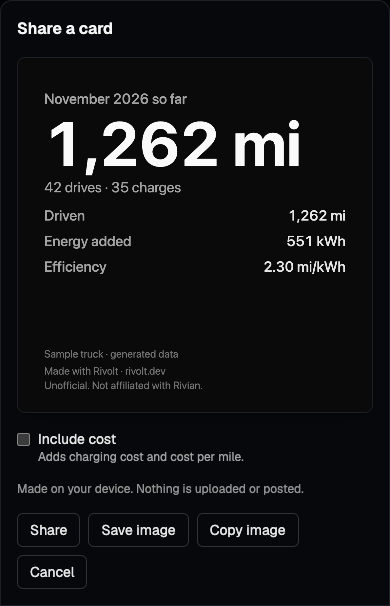 Share a card
November 2026 so far
1,262 mi
42 drives · 35 charges
Driven 1,262 mi
Energy added 551 kWh
Efficiency 2.30 mi/kWh
Sample truck · generated data
Made with Rivolt · rivolt.dev
Unofficial. Not affiliated with Rivian.
Include cost
Adds charging cost and cost per mile.
Made on your device. Nothing is uploaded or posted.
Share Save image Copy image
Cancel